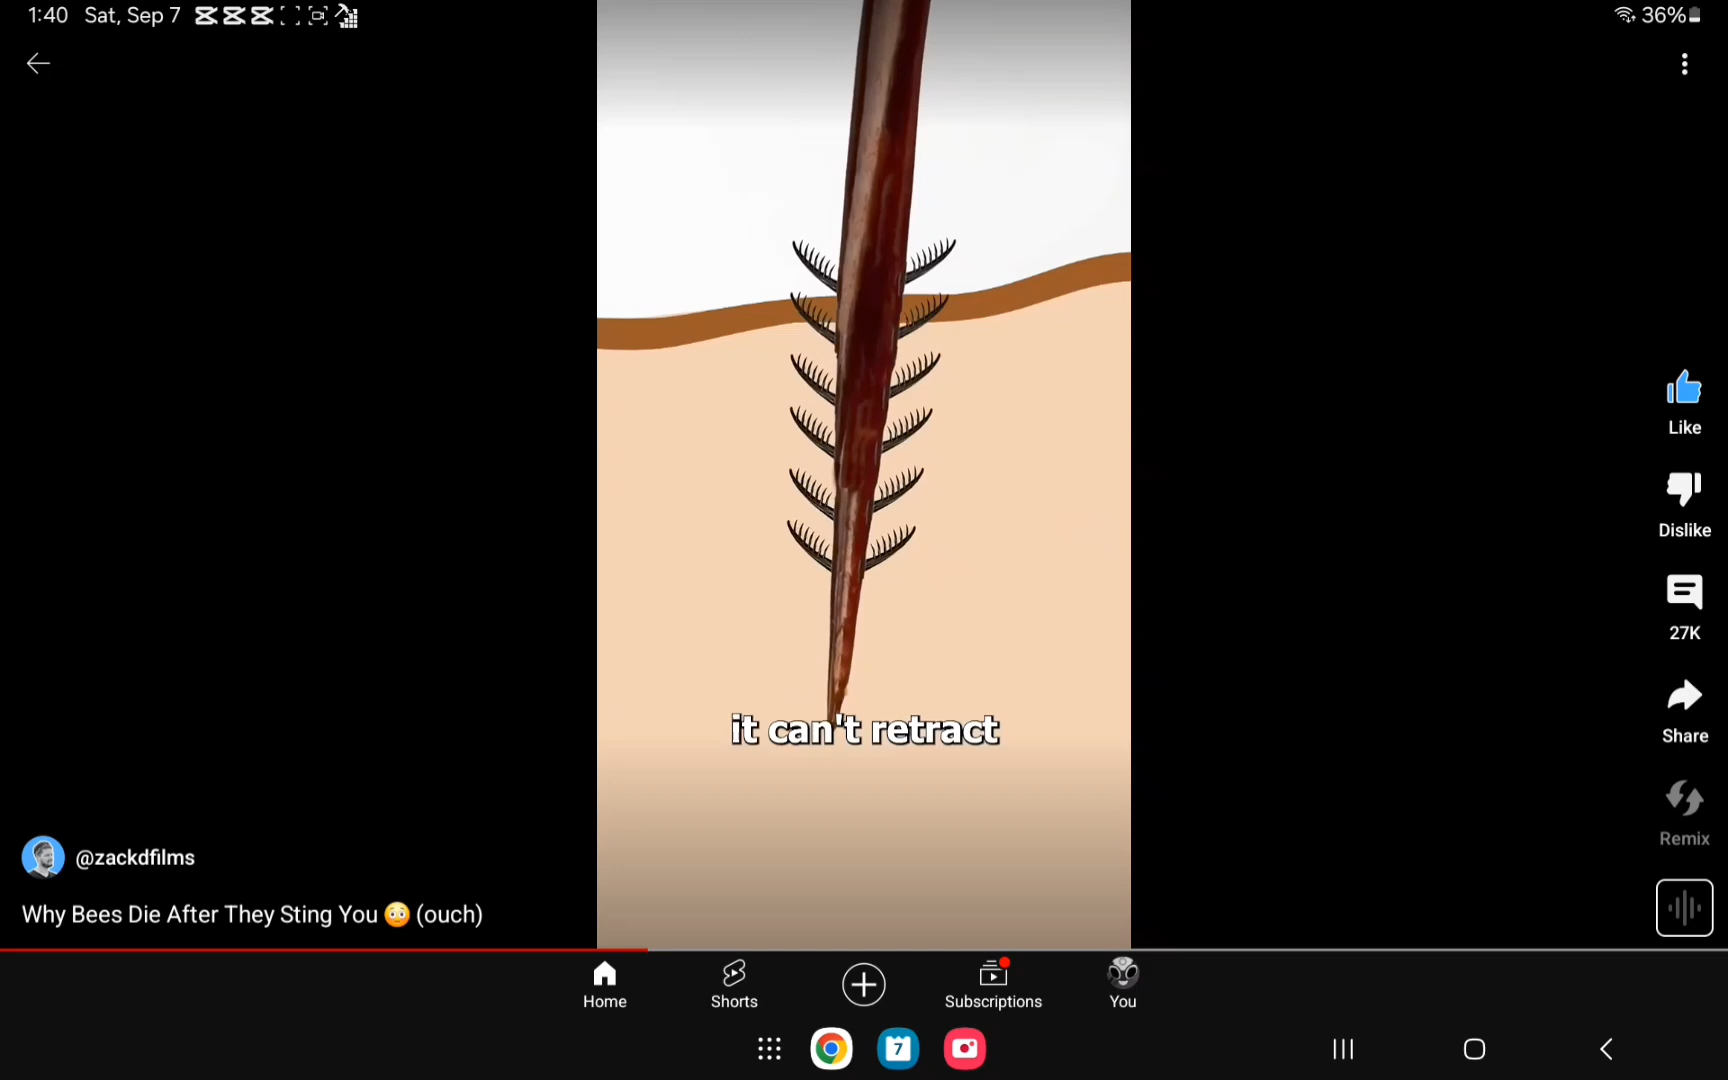 1:40 Sat, Sep 7
36%
it can't retract
Like
Dislike
27K
Share
Remix
@zackdfilms
Why Bees Die After They Sting You 😳 (ouch)
Home
Shorts
Subscriptions
You
7